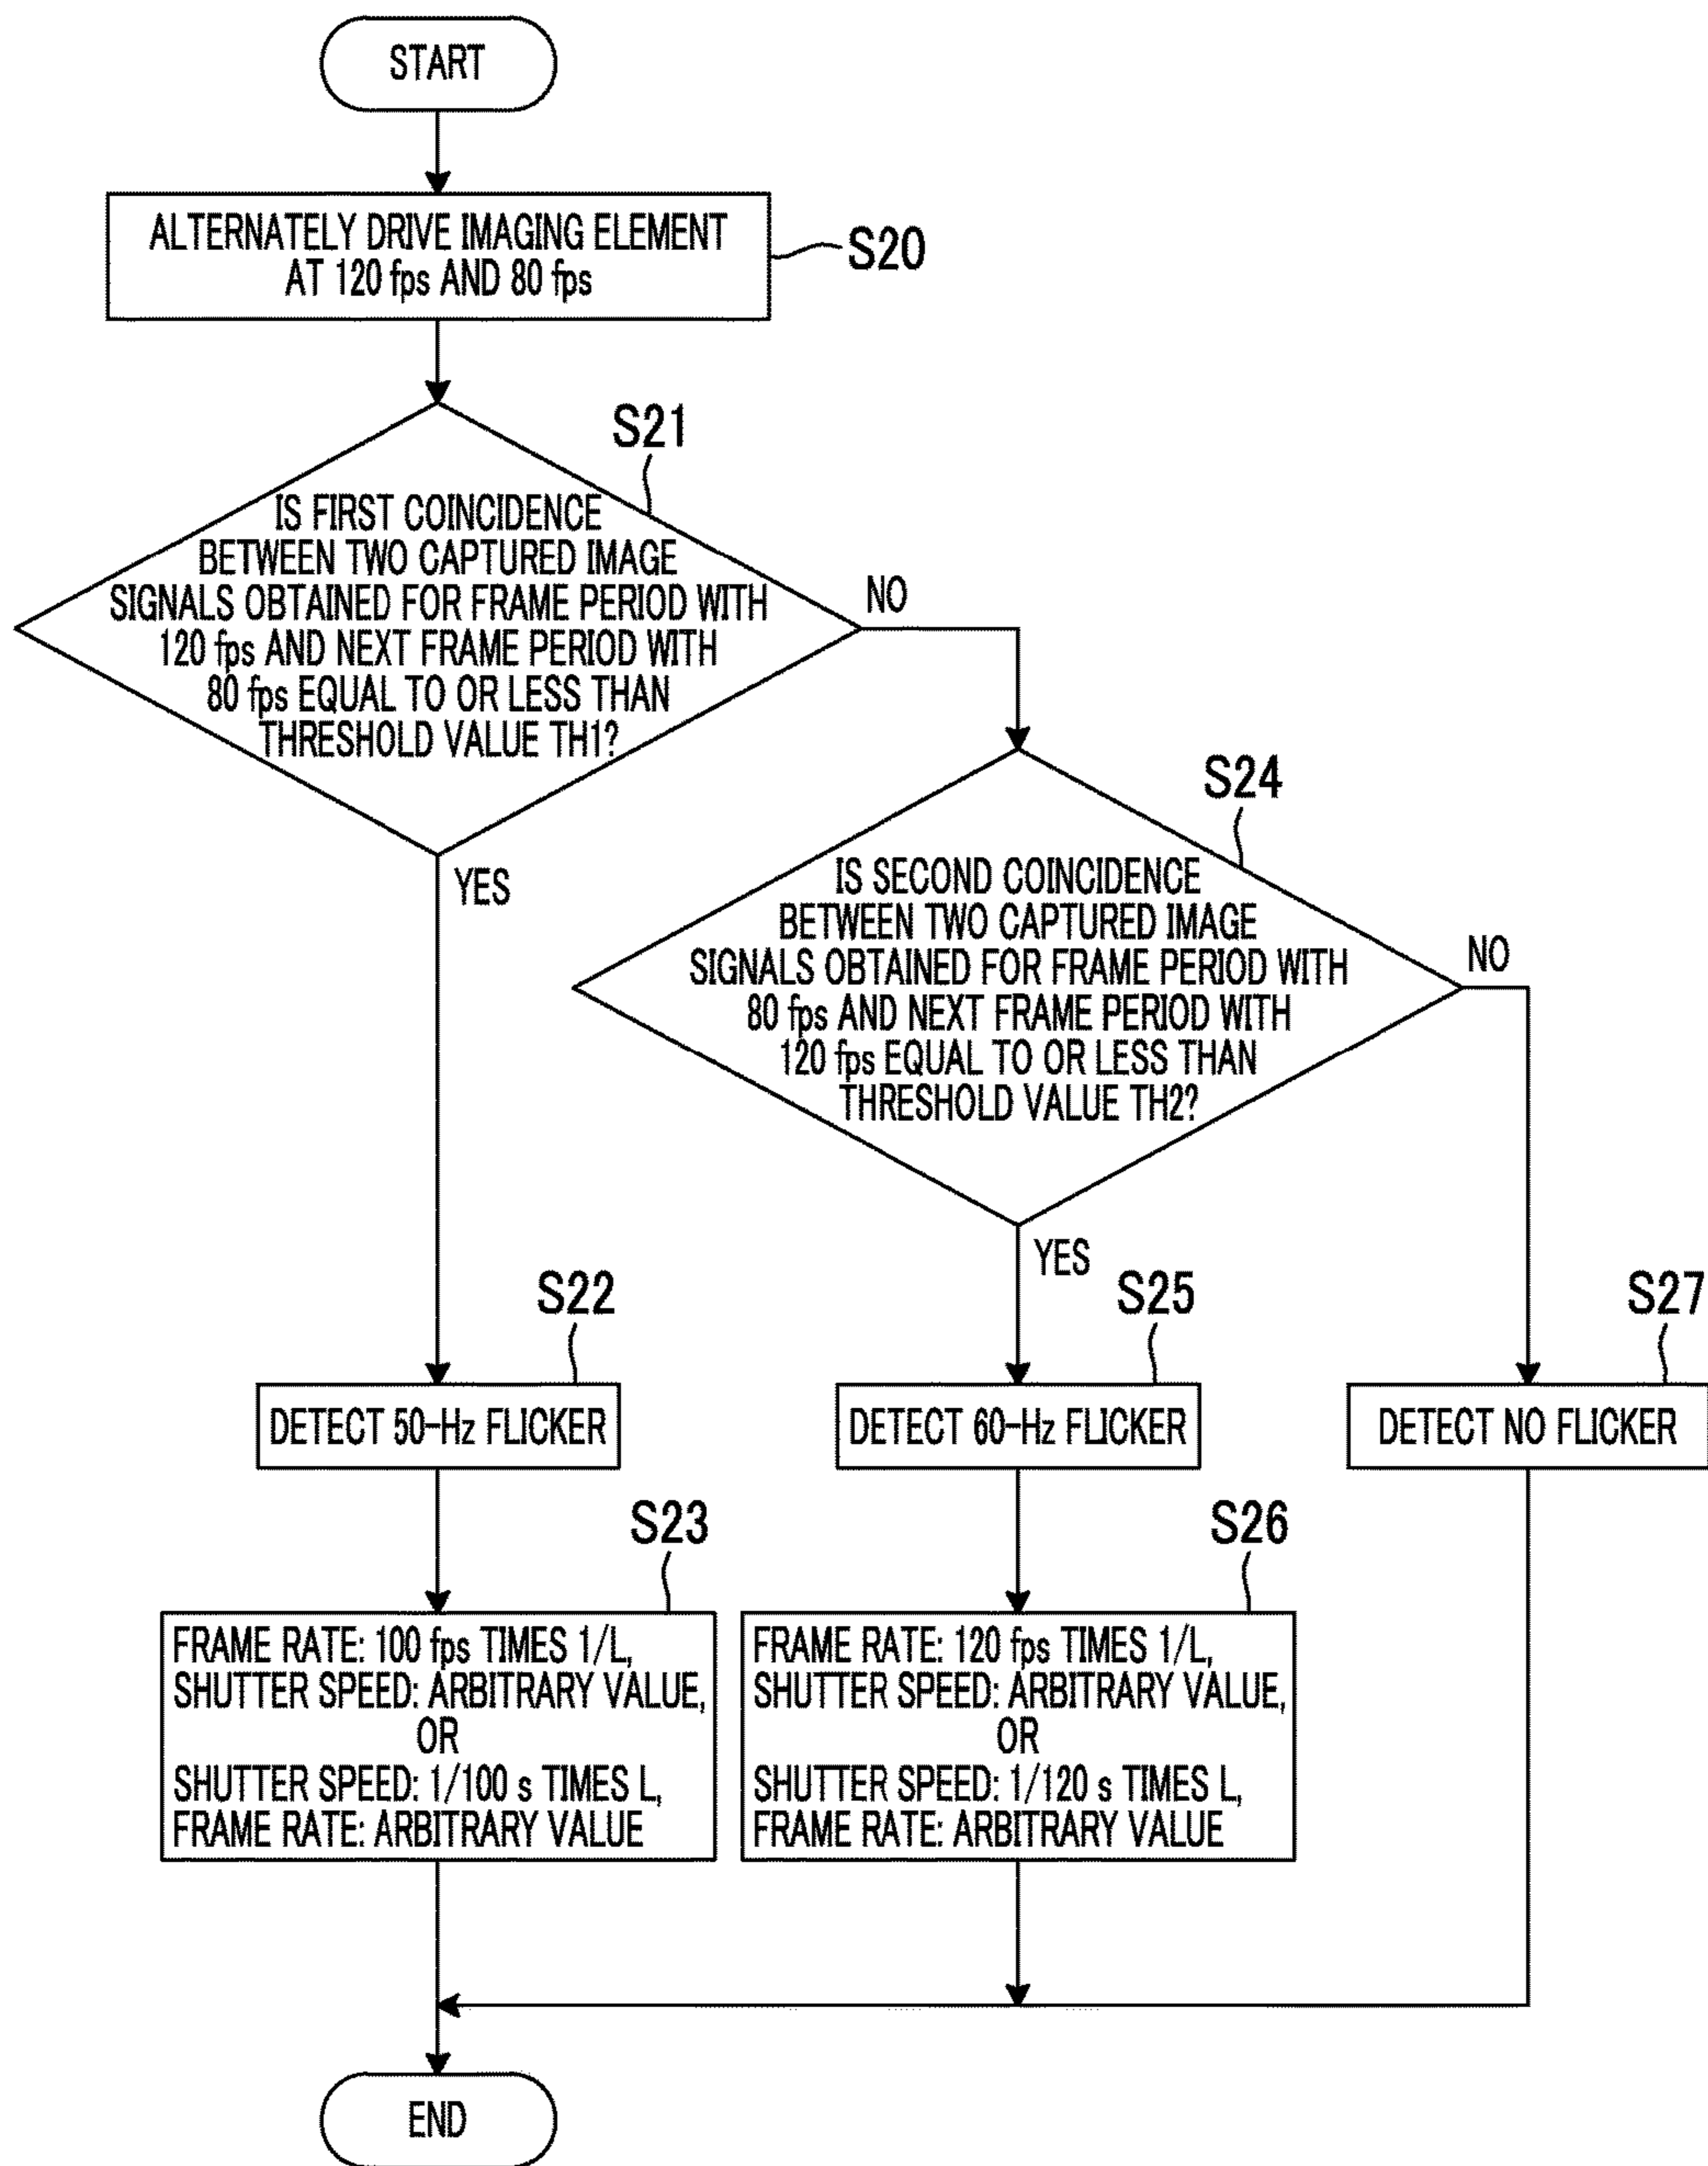 START
ALTERNATELY DRIVE IMAGING ELEMENT
AT 120 fps AND 80 fps
S20
S21
IS FIRST COINCIDENCE
BETWEEN TWO CAPTURED IMAGE
SIGNALS OBTAINED FOR FRAME PERIOD WITH
120 fps AND NEXT FRAME PERIOD WITH
80 fps EQUAL TO OR LESS THAN
THRESHOLD VALUE TH1?
NO
YES
S24
IS SECOND COINCIDENCE
BETWEEN TWO CAPTURED IMAGE
SIGNALS OBTAINED FOR FRAME PERIOD WITH
80 fps AND NEXT FRAME PERIOD WITH
120 fps EQUAL TO OR LESS THAN
THRESHOLD VALUE TH2?
NO
YES
S22
DETECT 50-Hz FLICKER
S25
DETECT 60-Hz FLICKER
S27
DETECT NO FLICKER
S23
FRAME RATE: 100 fps TIMES 1/L,
SHUTTER SPEED: ARBITRARY VALUE,
OR
SHUTTER SPEED: 1/100 s TIMES L,
FRAME RATE: ARBITRARY VALUE
S26
FRAME RATE: 120 fps TIMES 1/L,
SHUTTER SPEED: ARBITRARY VALUE,
OR
SHUTTER SPEED: 1/120 s TIMES L,
FRAME RATE: ARBITRARY VALUE
END